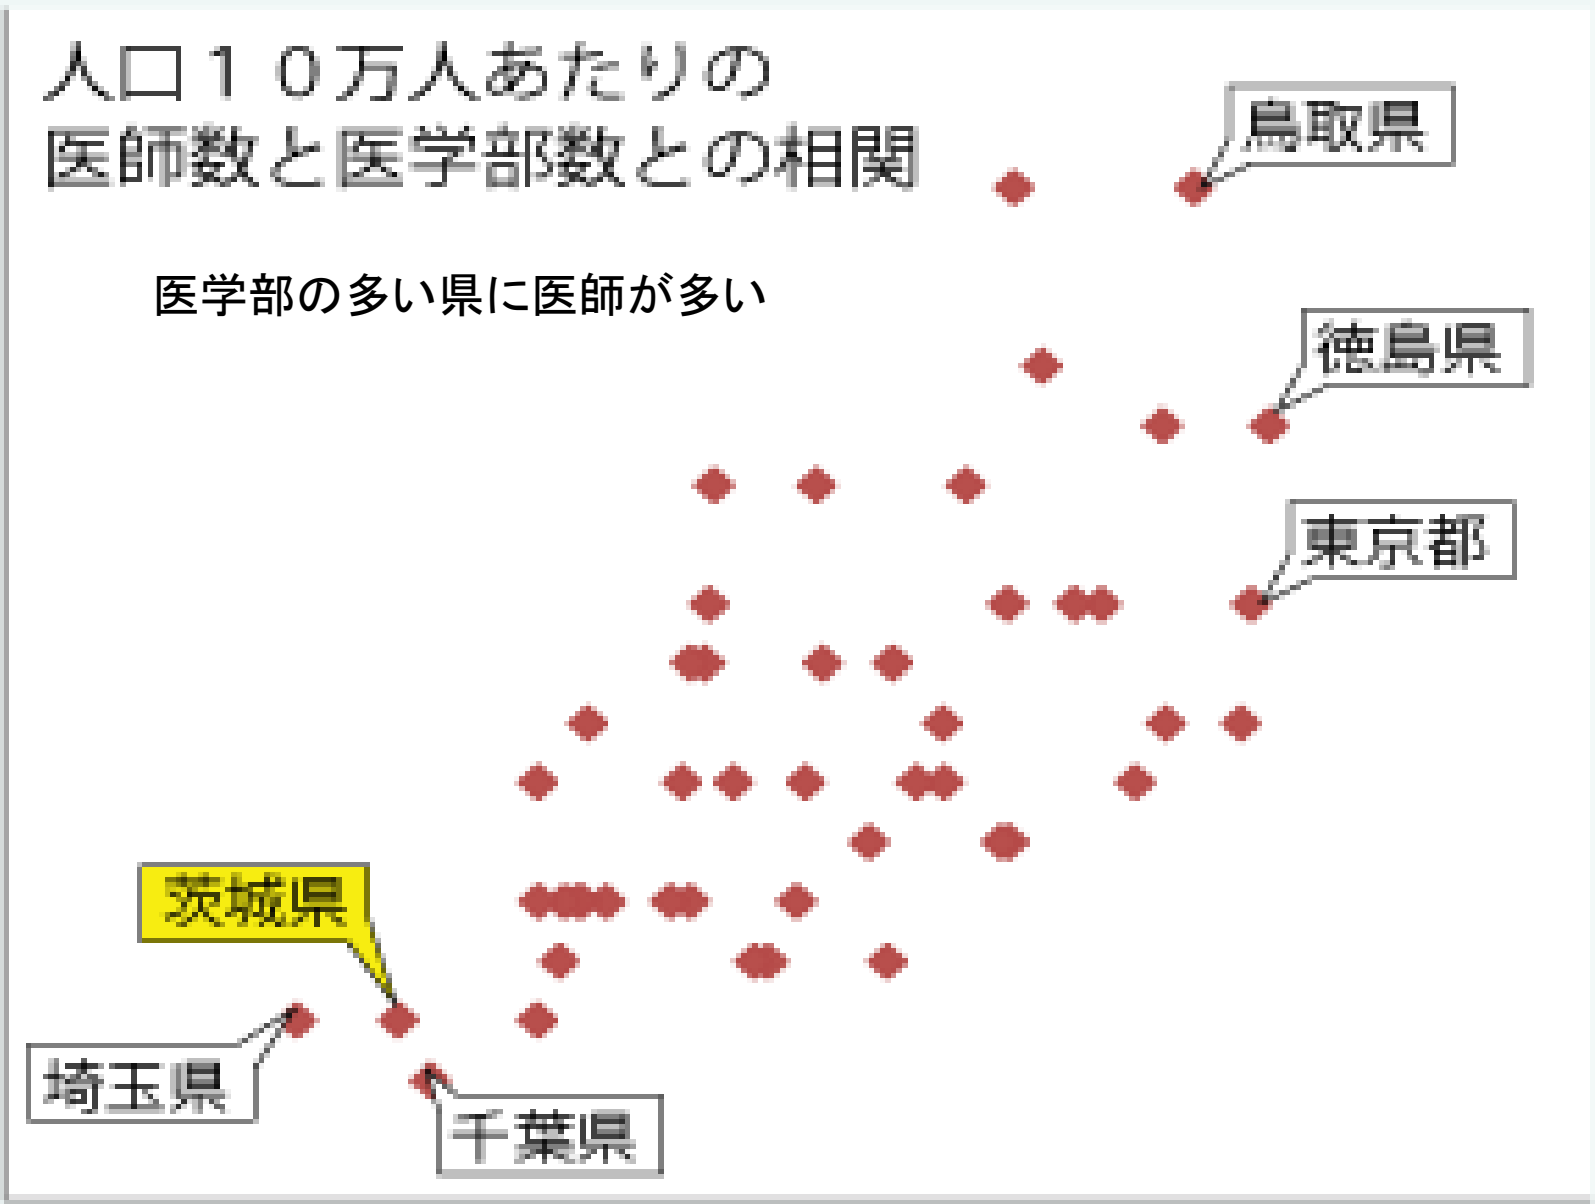 人口１０万人あたりの
医師数と医学部数との相関
鳥取県
医学部の多い県に医師が多い
徳島県
東京都
茨城県
埼玉県
千葉県